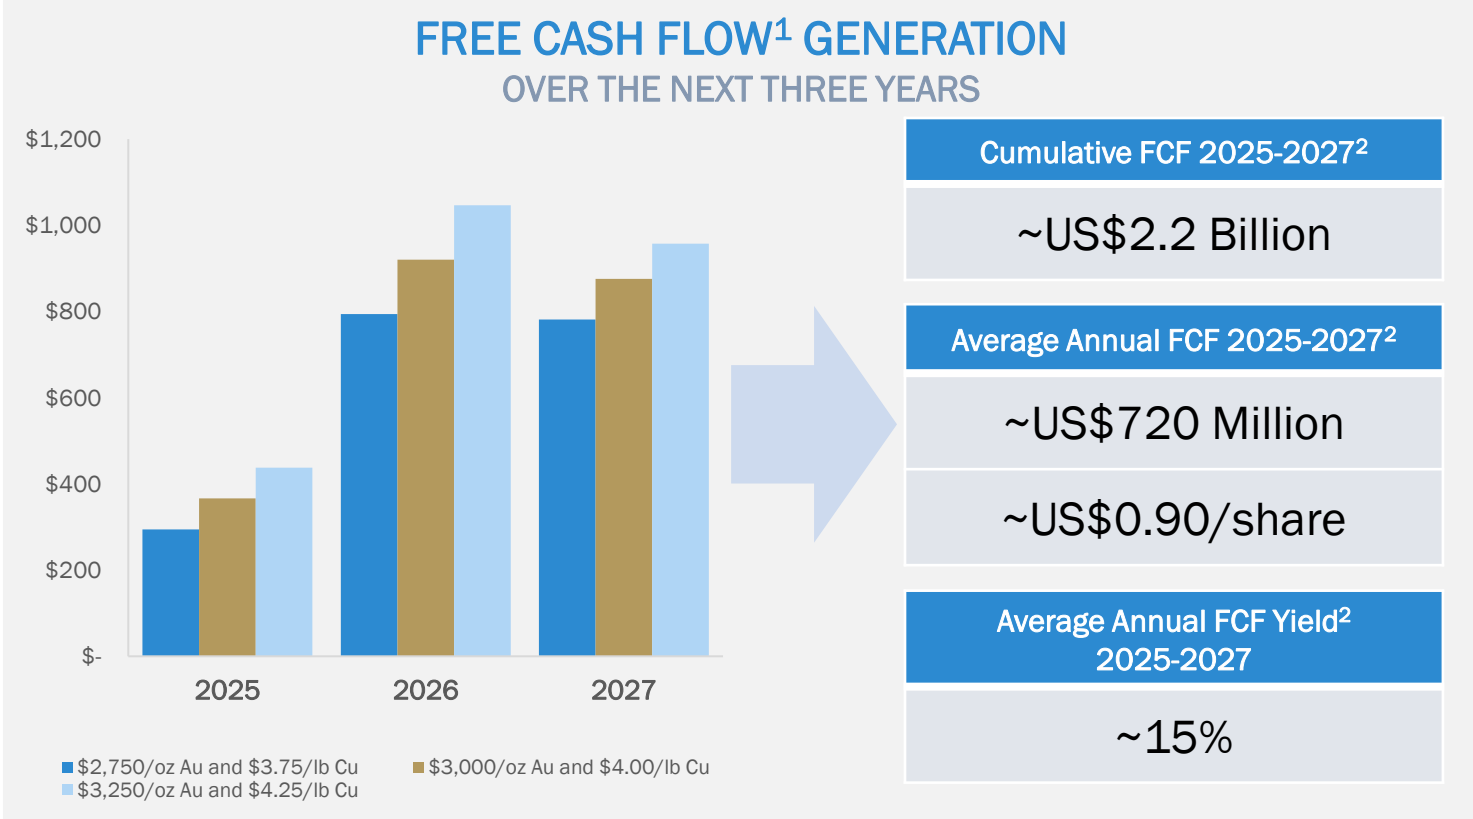 FREE CASH FLOW¹ GENERATION
OVER THE NEXT THREE YEARS
$1,200
$1,000
$800
$600
$400
$200
$-
2025
2026
2027
$2,750/oz Au and $3.75/lb Cu
$3,000/oz Au and $4.00/lb Cu
$3,250/oz Au and $4.25/lb Cu
Cumulative FCF 2025-2027²
~US$2.2 Billion
Average Annual FCF 2025-2027²
~US$720 Million
~US$0.90/share
Average Annual FCF Yield²
2025-2027
~15%